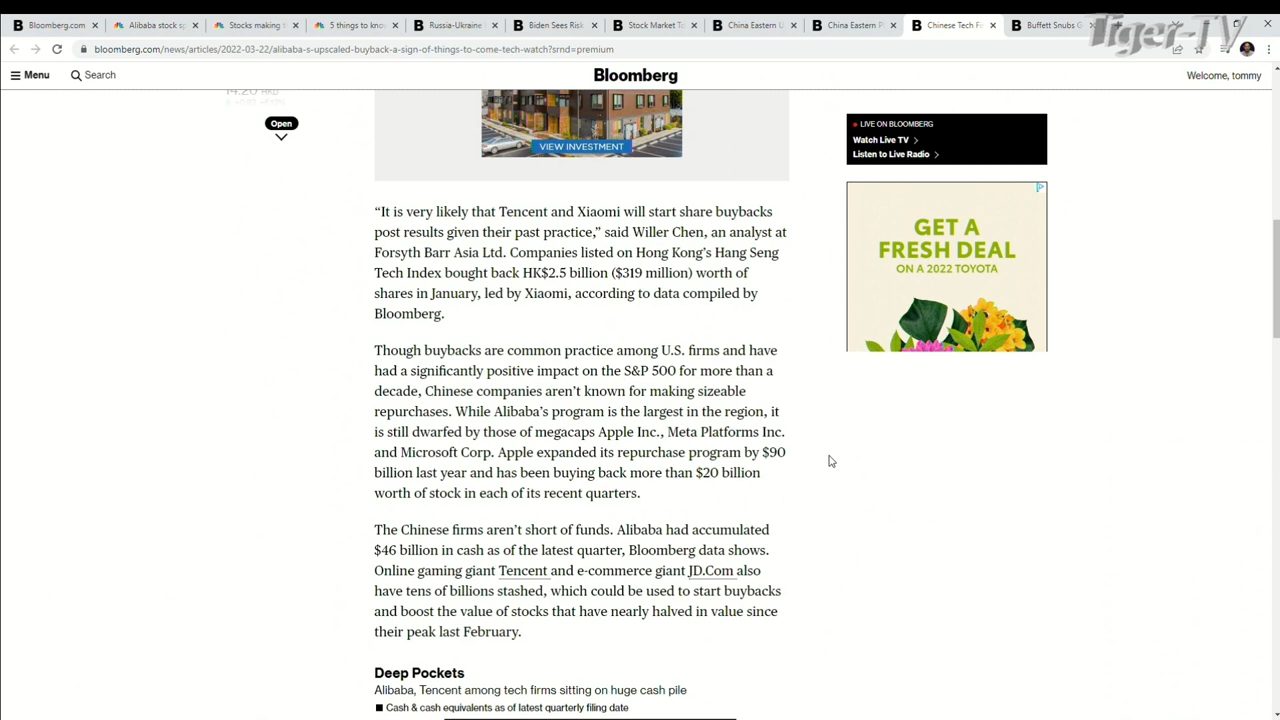 Bloomberg.com
Alibaba stock s
Stocks making
5 things to know
Russia-Ukraine
Biden Sees Risk
Stock Market To
China Eastern U
China Eastern P
Chinese Tech F
Buffett Snubs G
Tiger-TV
bloomberg.com/news/articles/2022-03-22/alibaba-s-upscaled-buyback-a-sign-of-things-to-come-tech-watch?srnd=premium
Menu
Search
Bloomberg
Welcome, tommy
14.20 HKD
Open
VIEW INVESTMENT
LIVE ON BLOOMBERG
Watch Live TV
Listen to Live Radio
GET A
FRESH DEAL
ON A 2022 TOYOTA
“It is very likely that Tencent and Xiaomi will start share buybacks
post results given their past practice,” said Willer Chen, an analyst at
Forsyth Barr Asia Ltd. Companies listed on Hong Kong’s Hang Seng
Tech Index bought back HK$2.5 billion ($319 million) worth of
shares in January, led by Xiaomi, according to data compiled by
Bloomberg.
Though buybacks are common practice among U.S. firms and have
had a significantly positive impact on the S&P 500 for more than a
decade, Chinese companies aren’t known for making sizeable
repurchases. While Alibaba’s program is the largest in the region, it
is still dwarfed by those of megacaps Apple Inc., Meta Platforms Inc.
and Microsoft Corp. Apple expanded its repurchase program by $90
billion last year and has been buying back more than $20 billion
worth of stock in each of its recent quarters.
The Chinese firms aren’t short of funds. Alibaba had accumulated
$46 billion in cash as of the latest quarter, Bloomberg data shows.
Online gaming giant Tencent and e-commerce giant JD.Com also
have tens of billions stashed, which could be used to start buybacks
and boost the value of stocks that have nearly halved in value since
their peak last February.
Deep Pockets
Alibaba, Tencent among tech firms sitting on huge cash pile
Cash & cash equivalents as of latest quarterly filing date